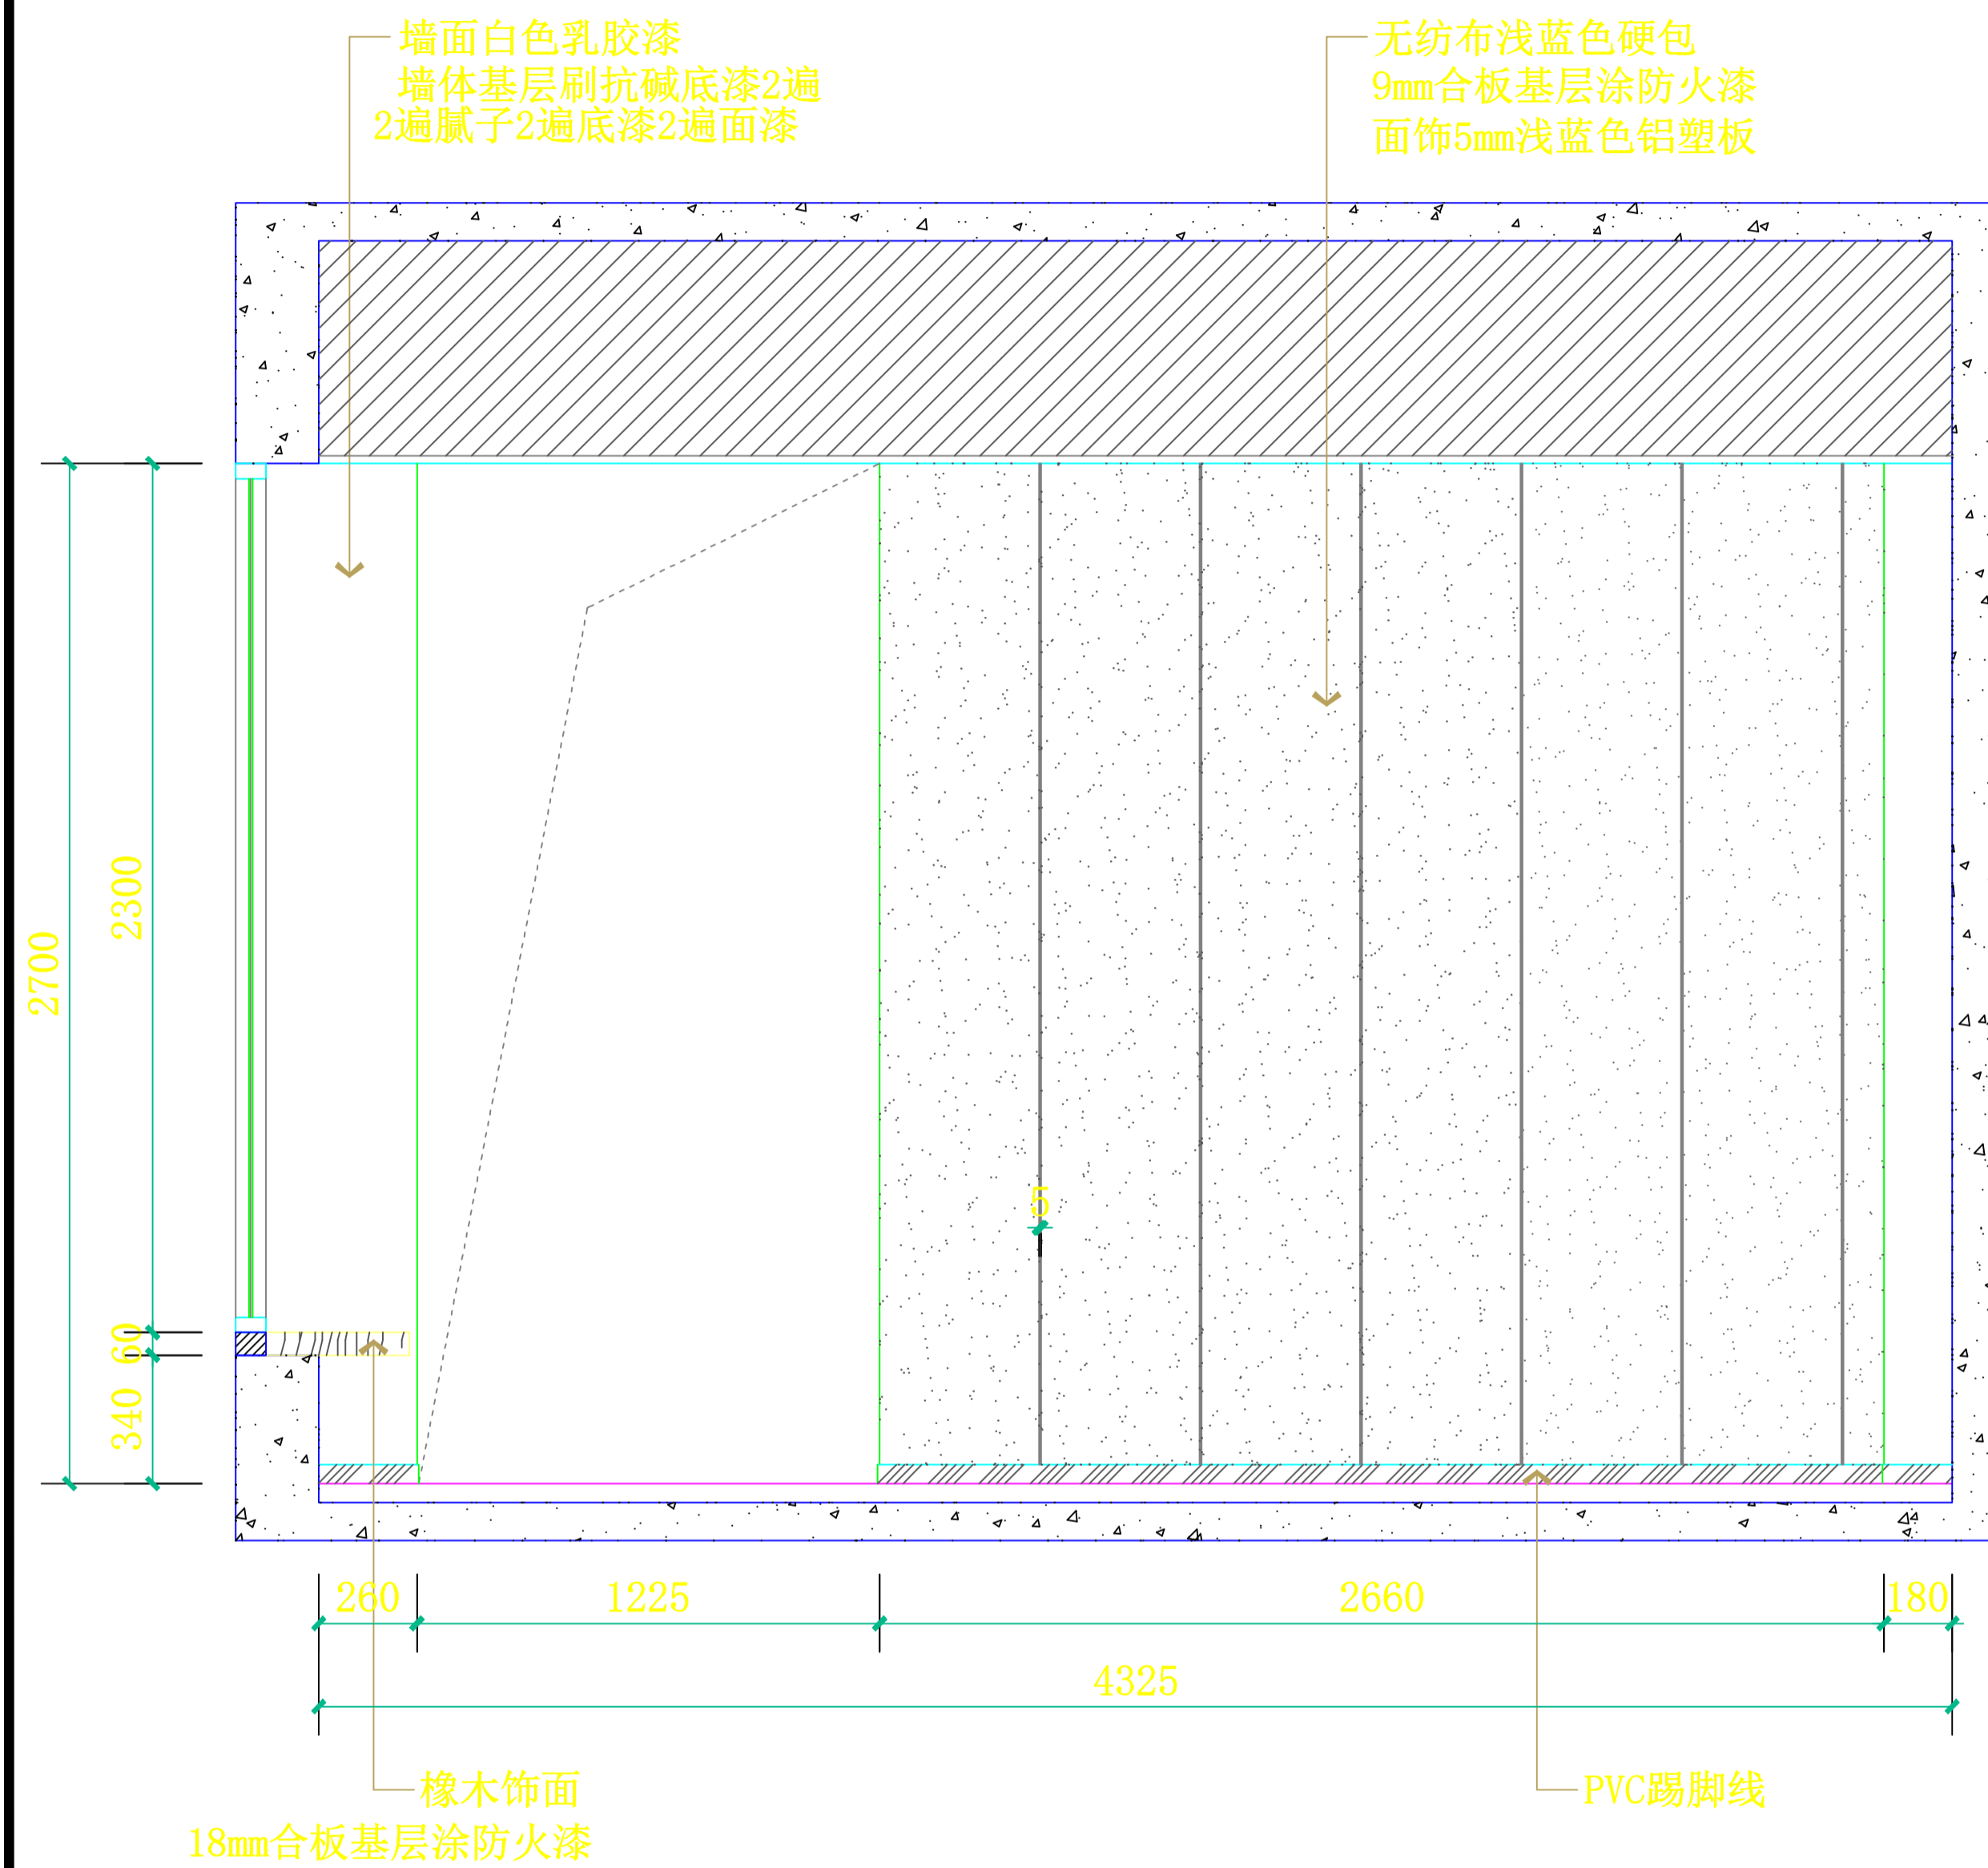 墙面白色乳胶漆
墙体基层刷抗碱底漆2遍
2遍腻子2遍底漆2遍面漆
无纺布浅蓝色硬包
9mm合板基层涂防火漆
面饰5mm浅蓝色铝塑板
2700
2300
60
340
5
260
1225
2660
180
4325
橡木饰面
18mm合板基层涂防火漆
PVC踢脚线